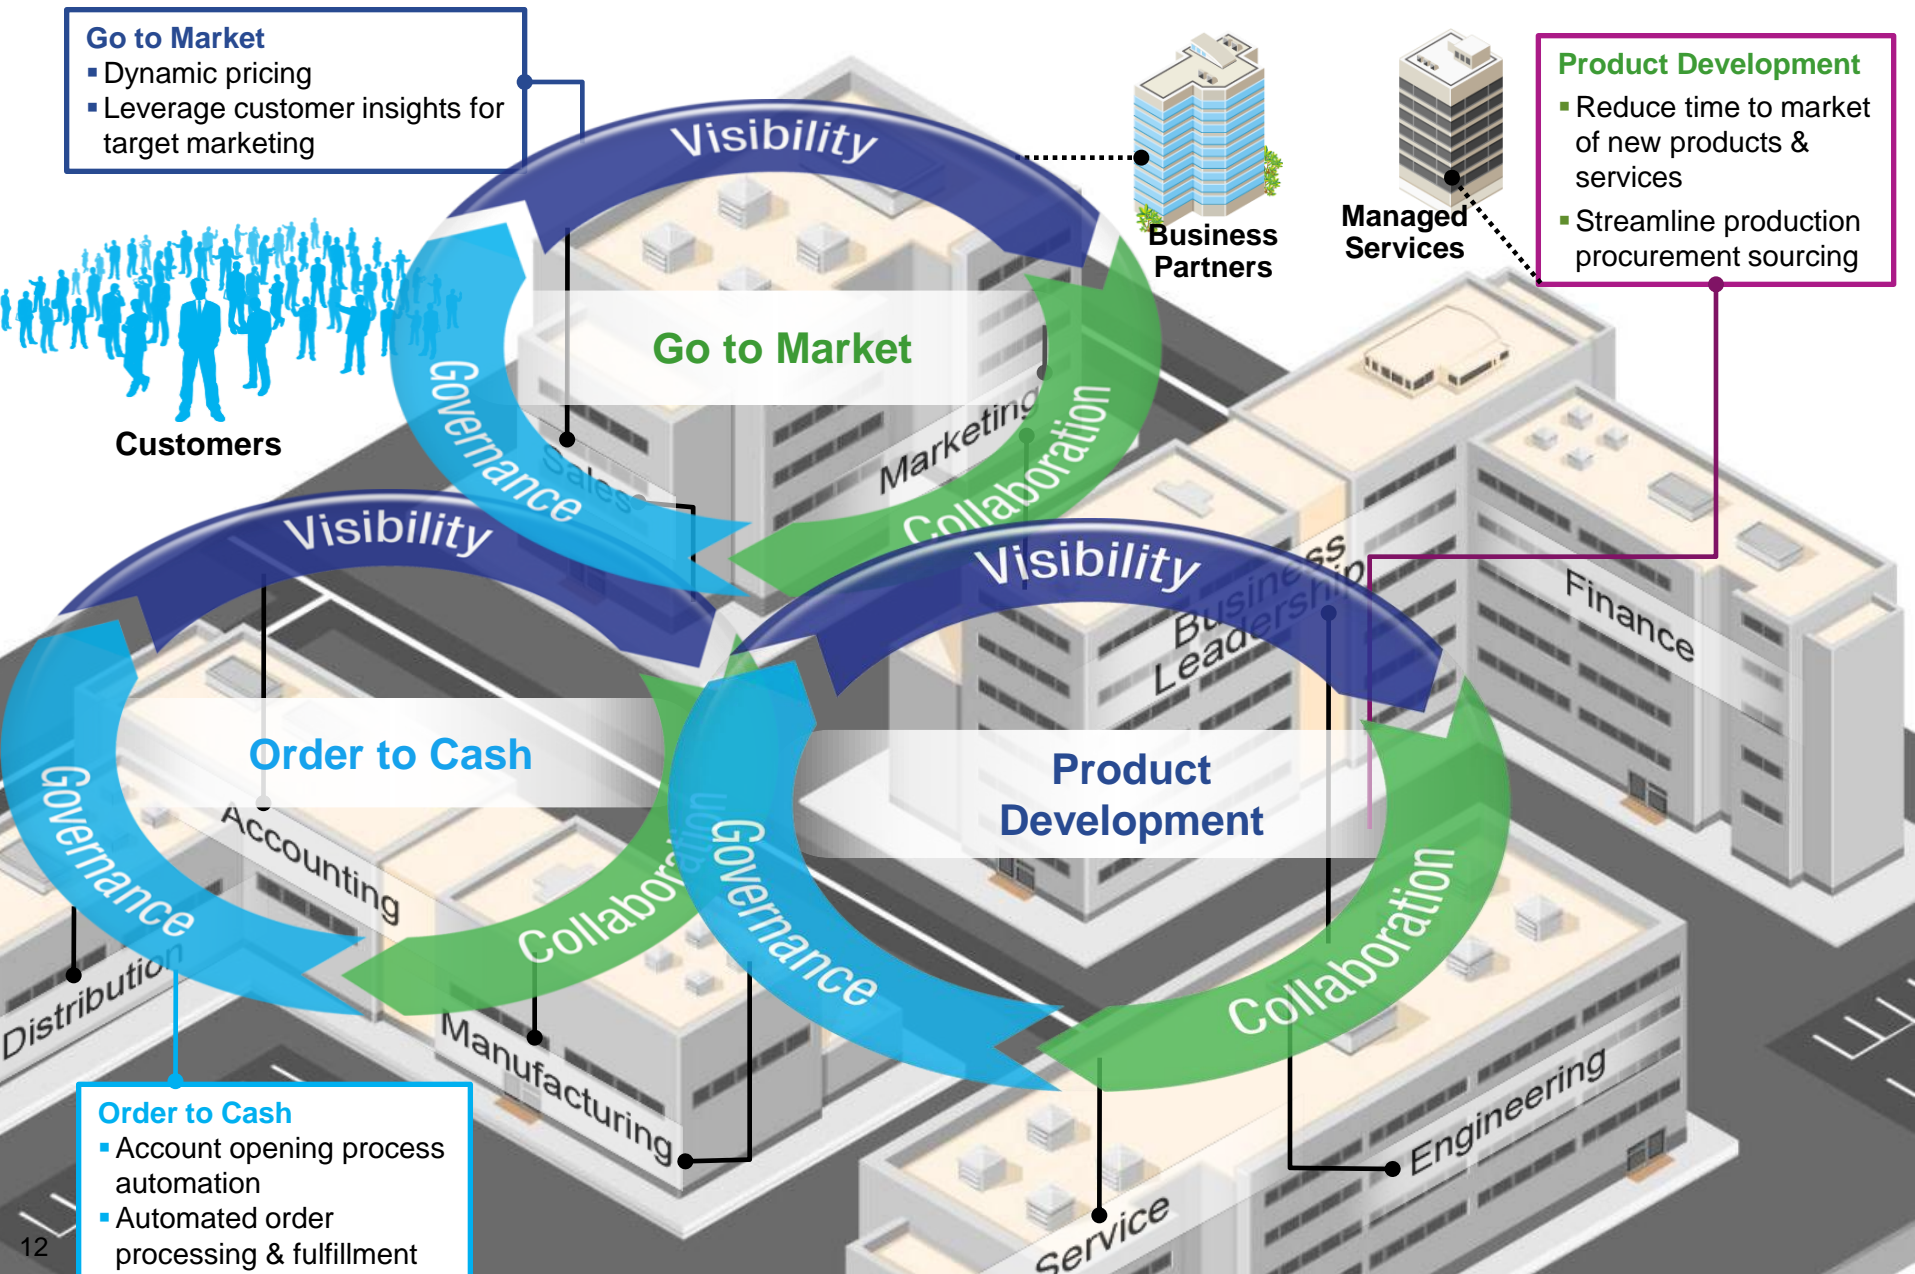 Go to Market
▪ Dynamic pricing
▪ Leverage customer insights for
target marketing
Product Development
▪ Reduce time to market
of new products &
services
▪ Streamline production
procurement sourcing
Business
Partners
Managed
Services
Customers
Visibility
Governance
Collaboration
Go to Market
Sales
Marketing
Visibility
Governance
Collaboration
Order to Cash
Accounting
Distribution
Manufacturing
Visibility
Governance
Collaboration
Product
Development
Business
Leadership
Finance
Engineering
Service
Order to Cash
▪ Account opening process
automation
▪ Automated order
processing & fulfillment
12